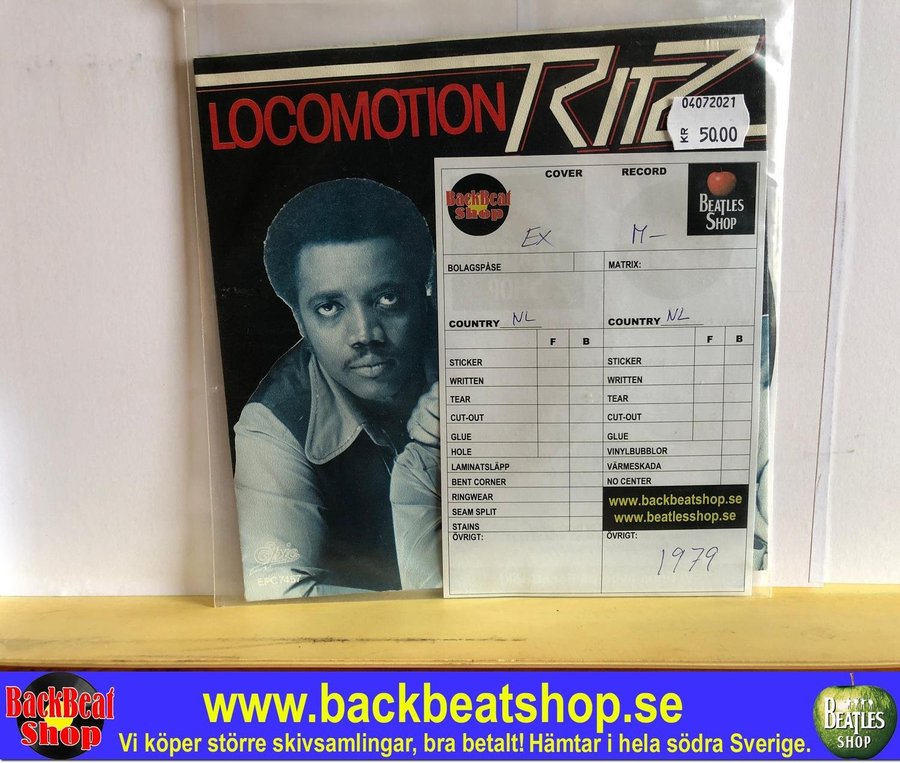 LOCOMOTION RITZ
04072021
KR 50.00
COVER RECORD
BackBeat
Shop
BEATLES
SHOP
EX M-
BOLAGSPÅSE MATRIX:
COUNTRY NL COUNTRY NL
F B F B
STICKER STICKER
WRITTEN WRITTEN
TEAR TEAR
CUT-OUT CUT-OUT
GLUE GLUE
HOLE VINYLBUBBLOR
LAMINATSLÄPP VÄRMESKADA
BENT CORNER NO CENTER
RINGWEAR www.backbeatshop.se
SEAM SPLIT www.beatlesshop.se
STAINS
ÖVRIGT: ÖVRIGT:
1979
Epic
EPC 7457
BackBeat
Shop
www.backbeatshop.se
Vi köper större skivsamlingar, bra betalt! Hämtar i hela södra Sverige.
BEATLES
SHOP